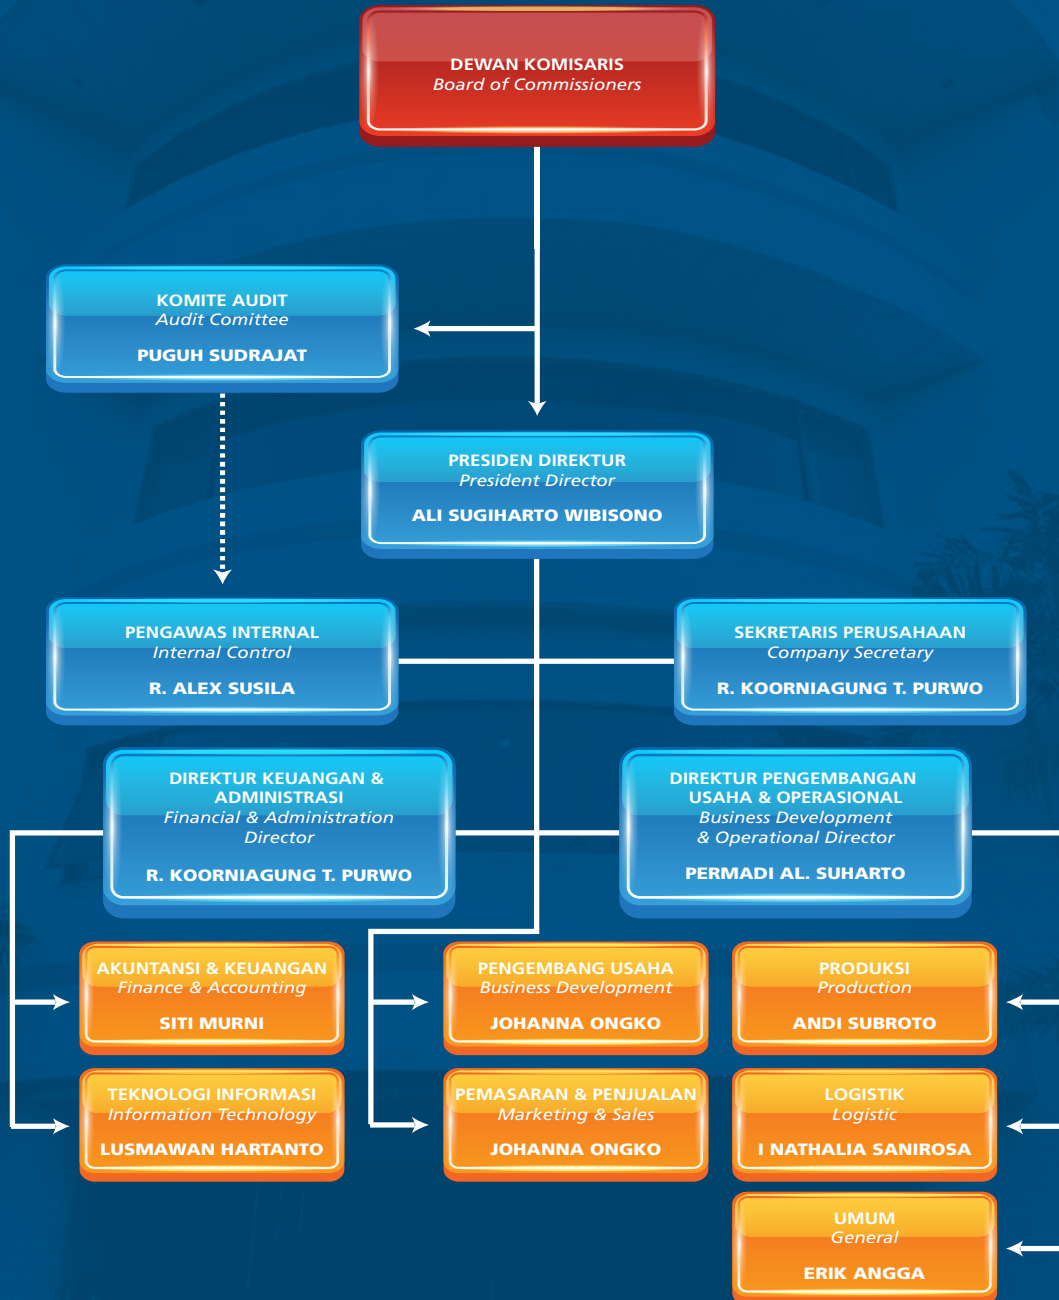 DEWAN KOMISARIS
Board of Commissioners
KOMITE AUDIT
Audit Comittee
PUGUH SUDRAJAT
PRESIDEN DIREKTUR
President Director
ALI SUGIHARTO WIBISONO
PENGAWAS INTERNAL
Internal Control
R. ALEX SUSILA
SEKRETARIS PERUSAHAAN
Company Secretary
R. KOORNIAGUNG T. PURWO
DIREKTUR KEUANGAN &
ADMINISTRASI
Financial & Administration
Director
R. KOORNIAGUNG T. PURWO
DIREKTUR PENGEMBANGAN
USAHA & OPERASIONAL
Business Development
& Operational Director
PERMADI AL. SUHARTO
AKUNTANSI & KEUANGAN
Finance & Accounting
SITI MURNI
PENGEMBANG USAHA
Business Development
JOHANNA ONGKO
PRODUKSI
Production
ANDI SUBROTO
TEKNOLOGI INFORMASI
Information Technology
LUSMAWAN HARTANTO
PEMASARAN & PENJUALAN
Marketing & Sales
JOHANNA ONGKO
LOGISTIK
Logistic
I NATHALIA SANIROSA
UMUM
General
ERIK ANGGA